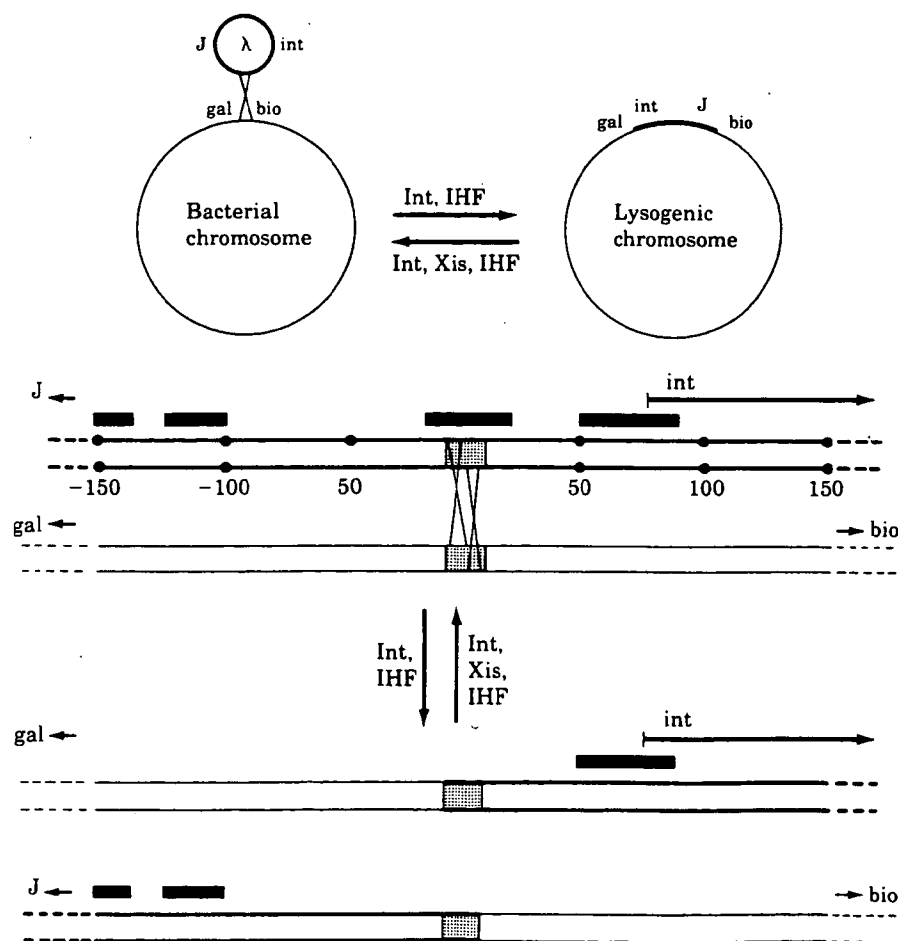 J λ int
gal bio
int J
gal bio
Bacterial
chromosome
Int, IHF
Int, Xis, IHF
Lysogenic
chromosome
J int
−150 −100 50 50 100 150
gal bio
Int,
IHF
Int,
Xis,
IHF
gal int
J bio